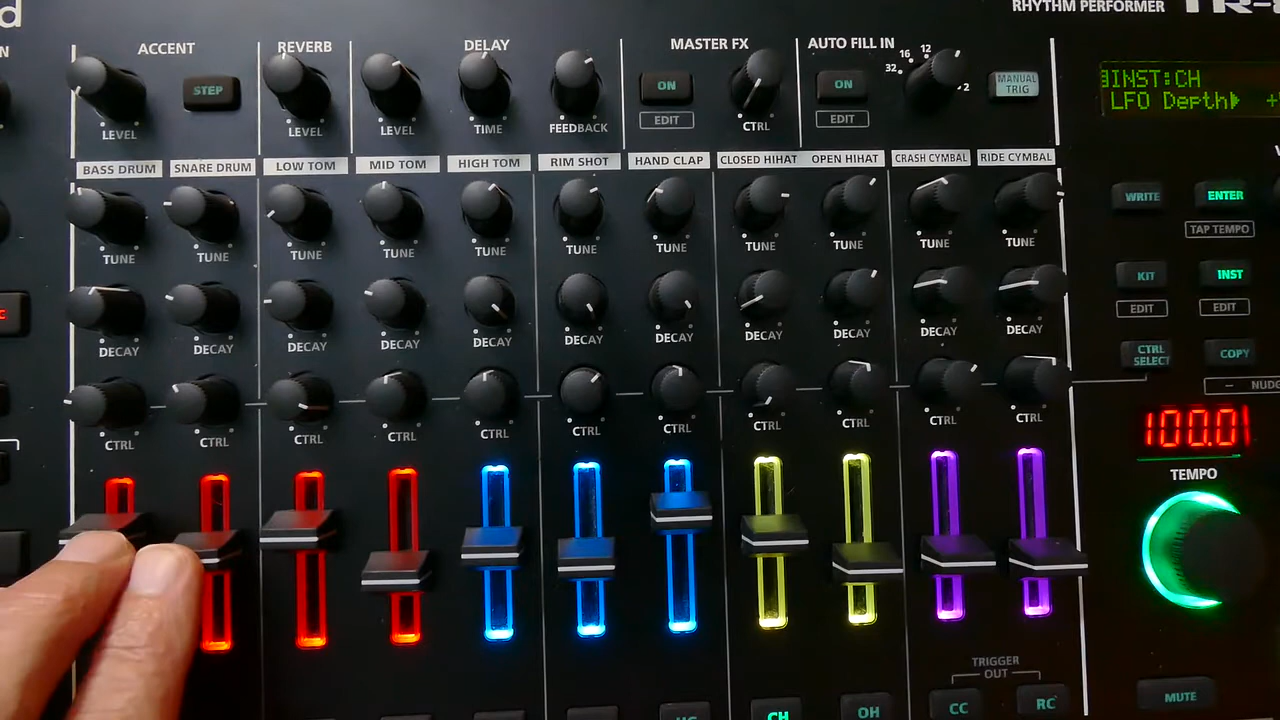 RHYTHM PERFORMER
ACCENT REVERB DELAY MASTER FX AUTO FILL IN
STEP ON ON MANUAL TRIG
32 16 12 2
LEVEL LEVEL LEVEL TIME FEEDBACK EDIT CTRL EDIT
INST:CH
LFO Depth
BASS DRUM SNARE DRUM LOW TOM MID TOM HIGH TOM RIM SHOT HAND CLAP CLOSED HIHAT OPEN HIHAT CRASH CYMBAL RIDE CYMBAL
TUNE TUNE TUNE TUNE TUNE TUNE TUNE TUNE TUNE TUNE TUNE
WRITE ENTER
TAP TEMPO
DECAY DECAY DECAY DECAY DECAY DECAY DECAY DECAY DECAY DECAY DECAY
KIT INST
EDIT EDIT
CTRL SELECT COPY
CTRL CTRL CTRL CTRL CTRL CTRL CTRL CTRL CTRL CTRL CTRL
100.01
TEMPO
TRIGGER
OUT
CH OH CC RC MUTE